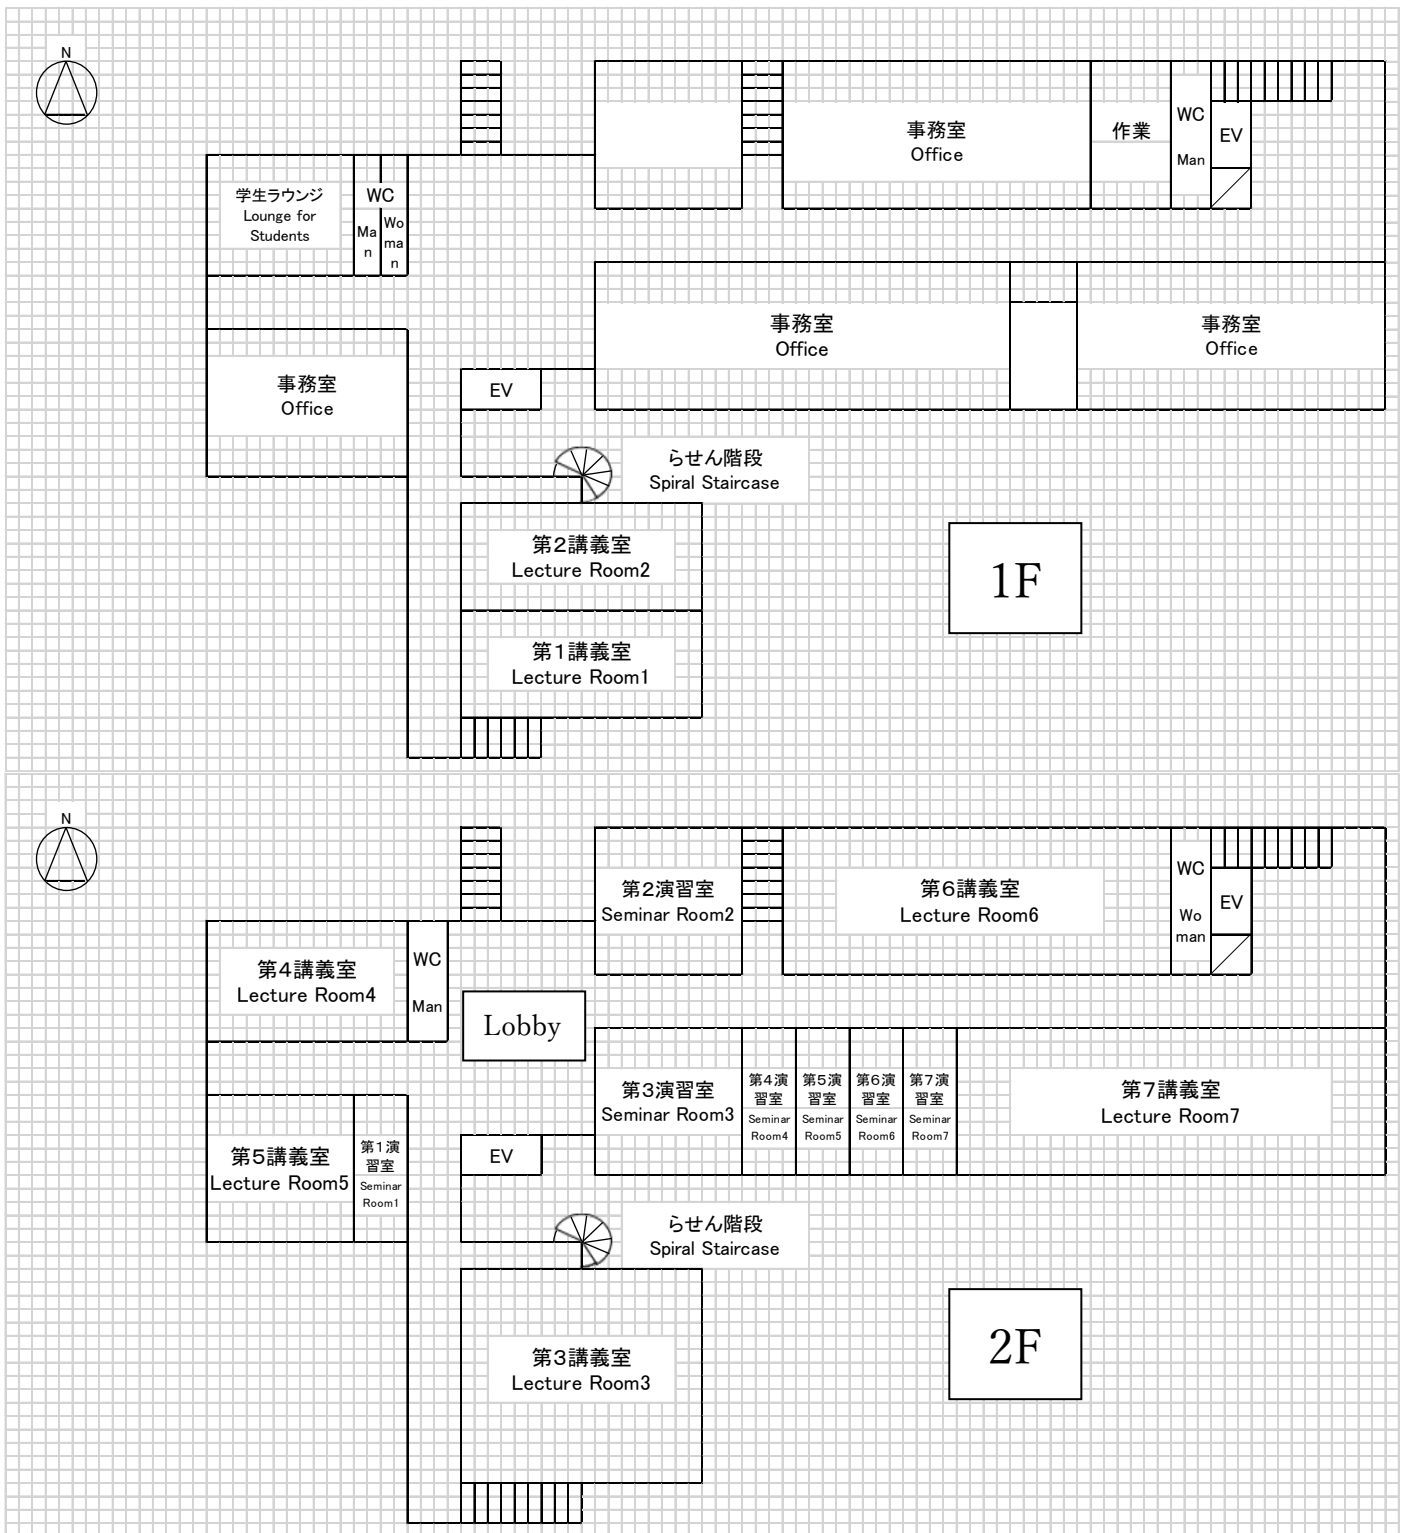 N
事務室
Office
作業
WC
Man
EV
学生ラウンジ
Lounge for
Students
WC
Ma
n
Wo
ma
n
事務室
Office
事務室
Office
事務室
Office
EV
らせん階段
Spiral Staircase
第2講義室
Lecture Room2
第1講義室
Lecture Room1
1F
N
第2演習室
Seminar Room2
第6講義室
Lecture Room6
WC
Wo
man
EV
第4講義室
Lecture Room4
WC
Man
Lobby
第3演習室
Seminar Room3
第4演
習室
Seminar
Room4
第5演
習室
Seminar
Room5
第6演
習室
Seminar
Room6
第7演
習室
Seminar
Room7
第7講義室
Lecture Room7
第5講義室
Lecture Room5
第1演
習室
Seminar
Room1
EV
らせん階段
Spiral Staircase
第3講義室
Lecture Room3
2F